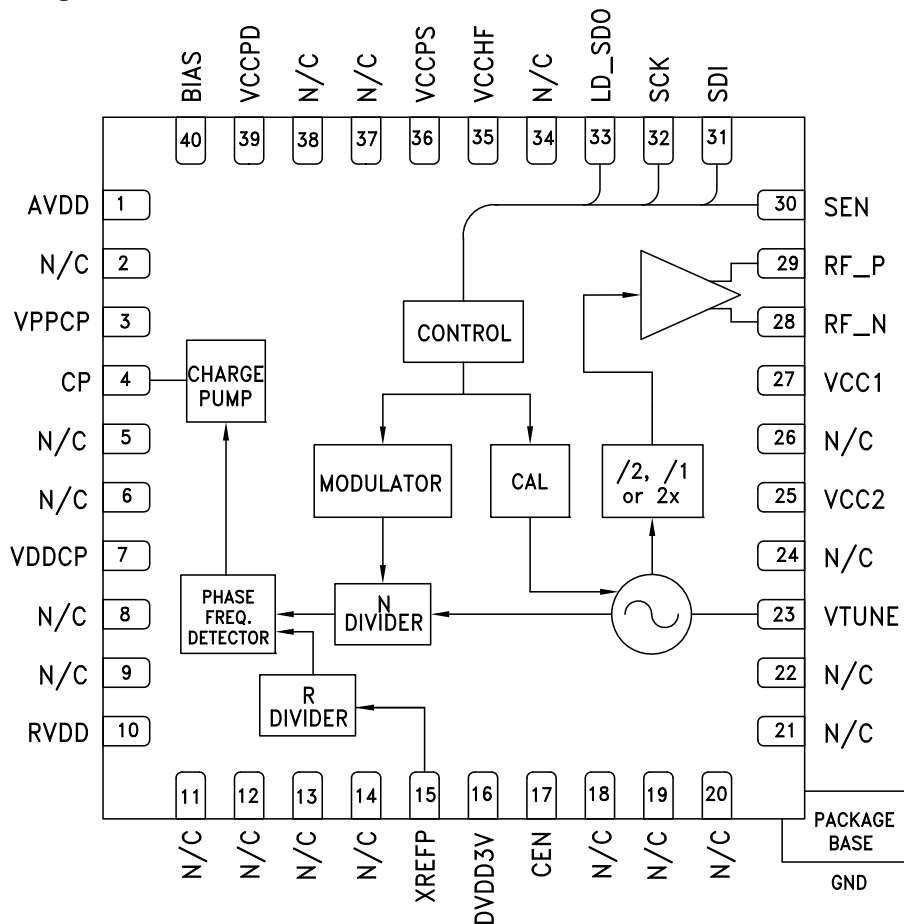 BIAS
VCCPD
N/C
N/C
VCCPS
VCCHF
N/C
LD_SDO
SCK
SDI
40
39
38
37
36
35
34
33
32
31
AVDD
1
N/C
2
VPPCP
3
CP
4
N/C
5
N/C
6
VDDCP
7
N/C
8
N/C
9
RVDD
10
30
SEN
29
RF_P
28
RF_N
27
VCC1
26
N/C
25
VCC2
24
N/C
23
VTUNE
22
N/C
21
N/C
CONTROL
CHARGE
PUMP
MODULATOR
CAL
/2, /1
or 2x
PHASE
FREQ.
DETECTOR
N
DIVIDER
R
DIVIDER
11
12
13
14
15
16
17
18
19
20
N/C
N/C
N/C
N/C
XREFP
DVDD3V
CEN
N/C
N/C
N/C
PACKAGE
BASE
GND